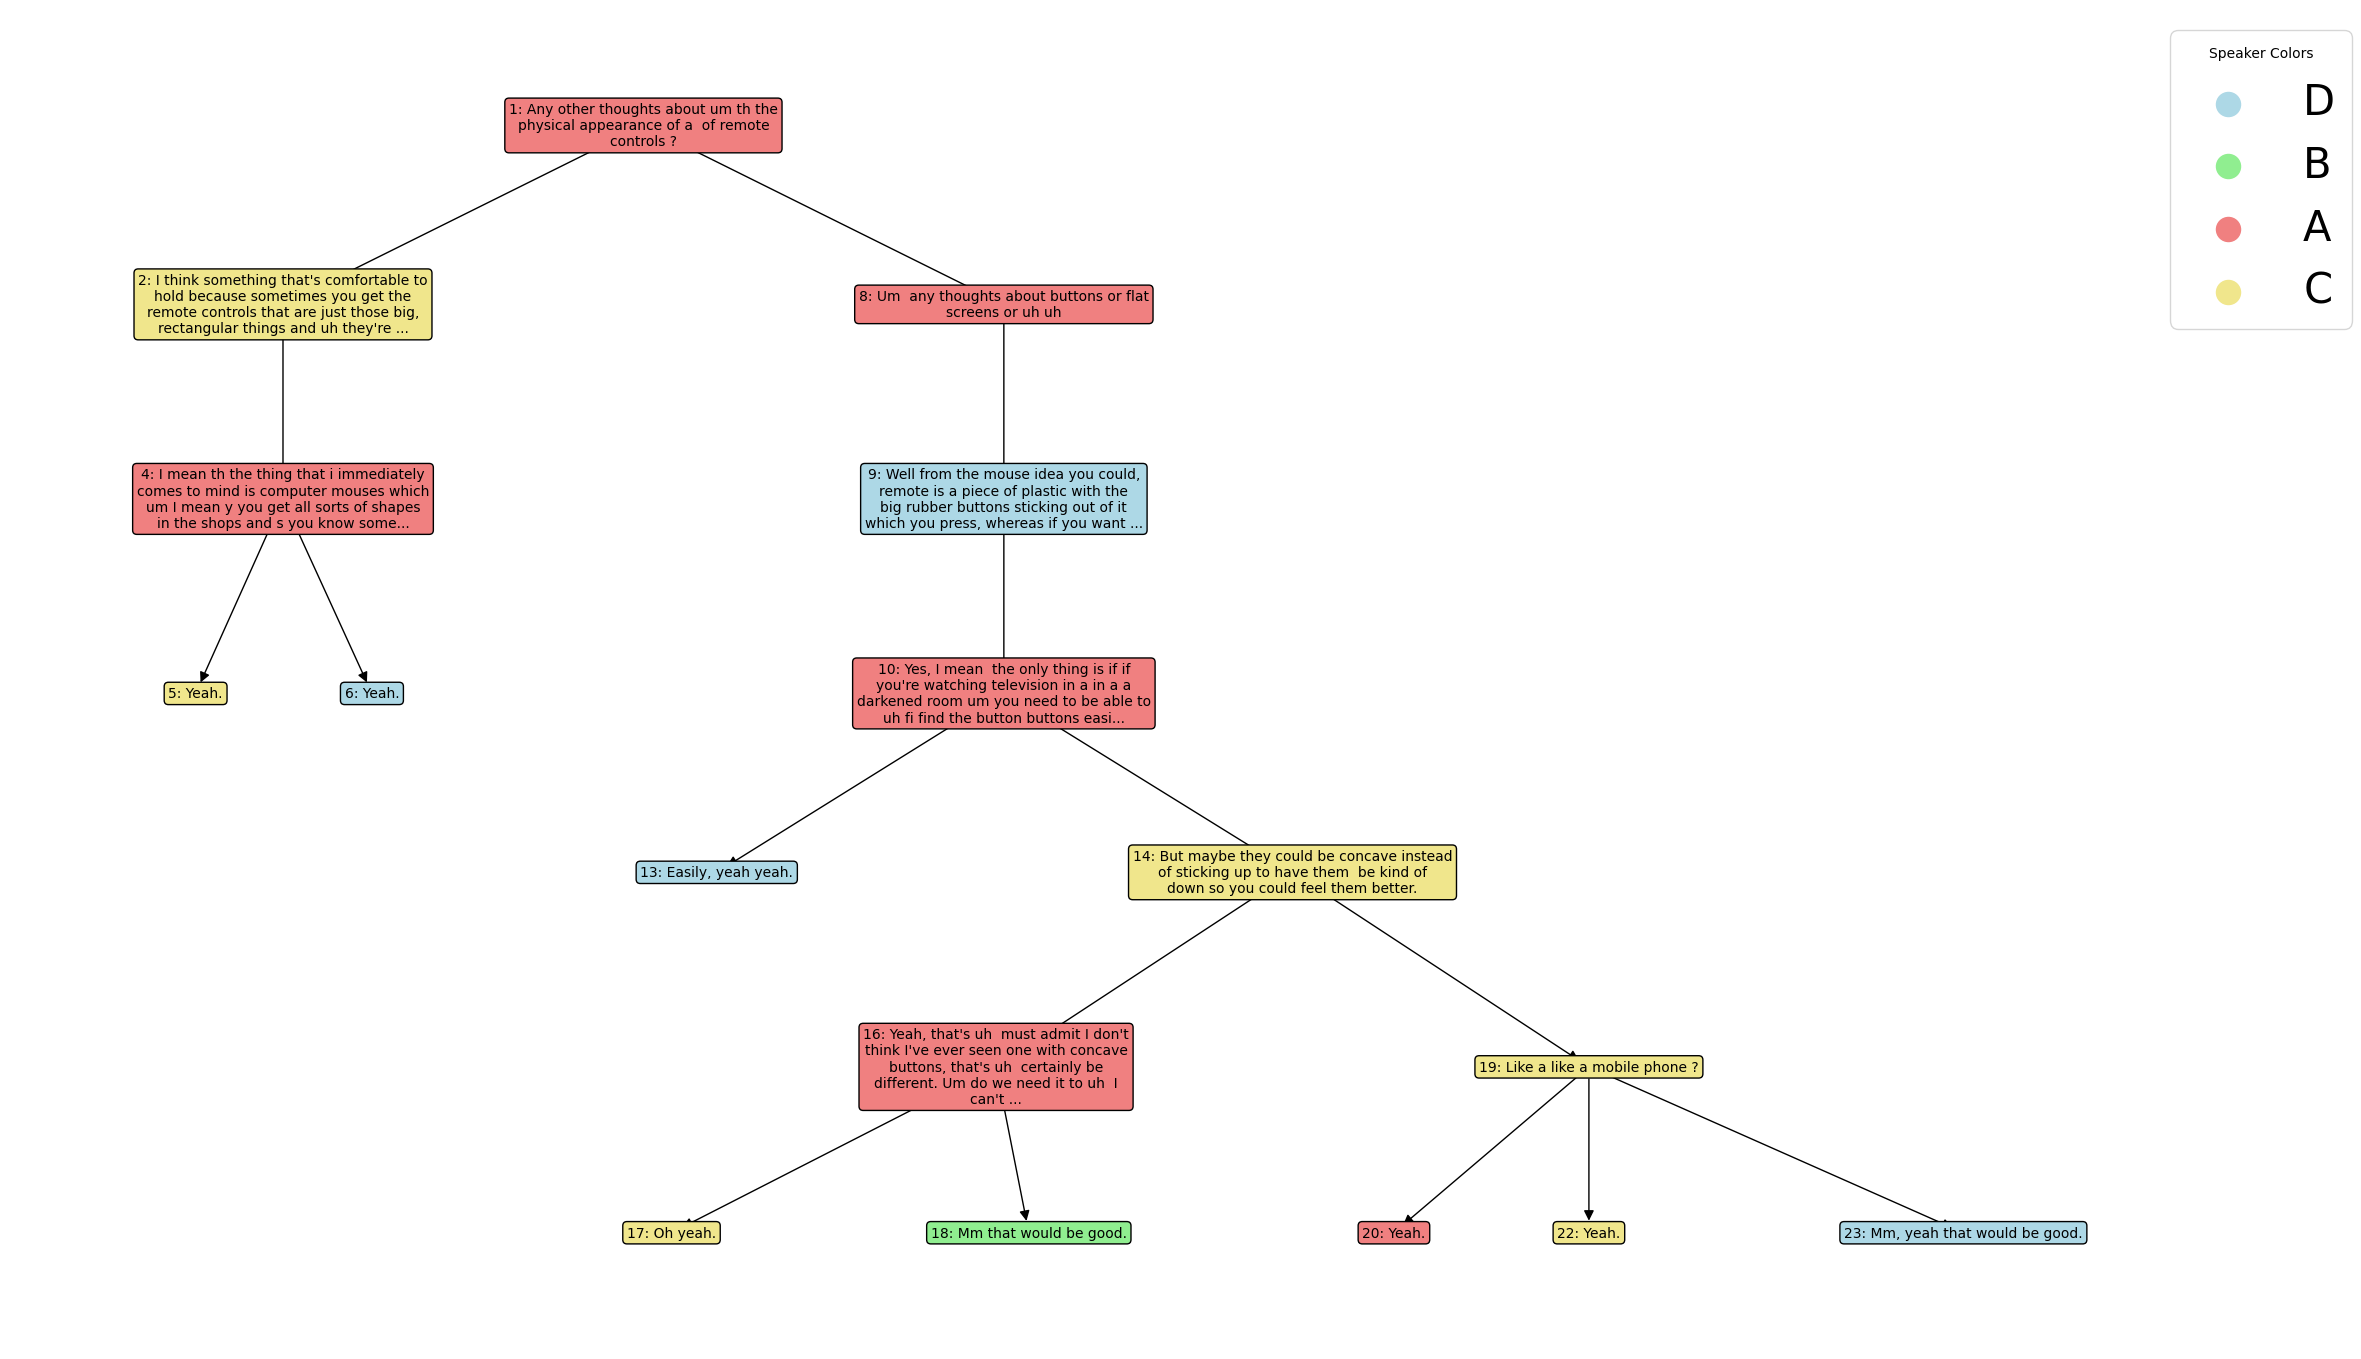 Speaker Colors
D
B
A
C
1: Any other thoughts about um th the
physical appearance of a  of remote
controls ?
2: I think something that's comfortable to
hold because sometimes you get the
remote controls that are just those big,
rectangular things and uh they're ...
8: Um  any thoughts about buttons or flat
screens or uh uh
4: I mean th the thing that i immediately
comes to mind is computer mouses which
um I mean y you get all sorts of shapes
in the shops and s you know some...
9: Well from the mouse idea you could,
remote is a piece of plastic with the
big rubber buttons sticking out of it
which you press, whereas if you want ...
5: Yeah.
6: Yeah.
10: Yes, I mean  the only thing is if if
you're watching television in a in a a
darkened room um you need to be able to
uh fi find the button buttons easi...
13: Easily, yeah yeah.
14: But maybe they could be concave instead
of sticking up to have them  be kind of
down so you could feel them better.
16: Yeah, that's uh  must admit I don't
think I've ever seen one with concave
buttons, that's uh  certainly be
different. Um do we need it to uh  I
can't ...
19: Like a like a mobile phone ?
17: Oh yeah.
18: Mm that would be good.
20: Yeah.
22: Yeah.
23: Mm, yeah that would be good.